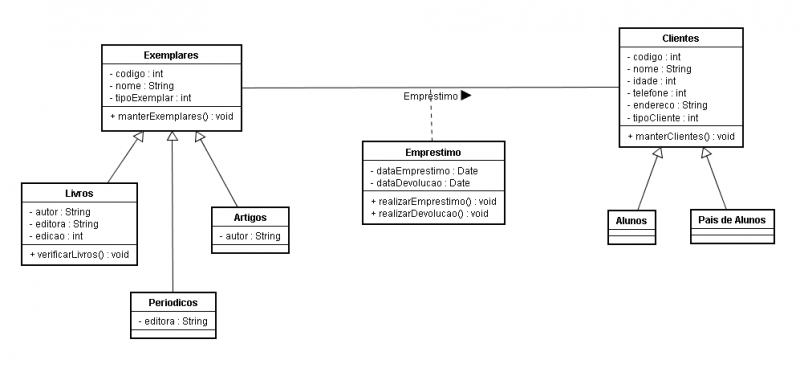 Exemplares
- codigo : int
- nome : String
- tipoExemplar : int
+ manterExemplares() : void
Emprestimo
Clientes
- codigo : int
- nome : String
- idade : int
- telefone : int
- endereco : String
- tipoCliente : int
+ manterClientes() : void
Emprestimo
- dataEmprestimo : Date
- dataDevolucao : Date
+ realizarEmprestimo() : void
+ realizarDevolucao() : void
Livros
- autor : String
- editora : String
- edicao : int
+ verificarLivros() : void
Artigos
- autor : String
Alunos
Pais de Alunos
Periodicos
- editora : String